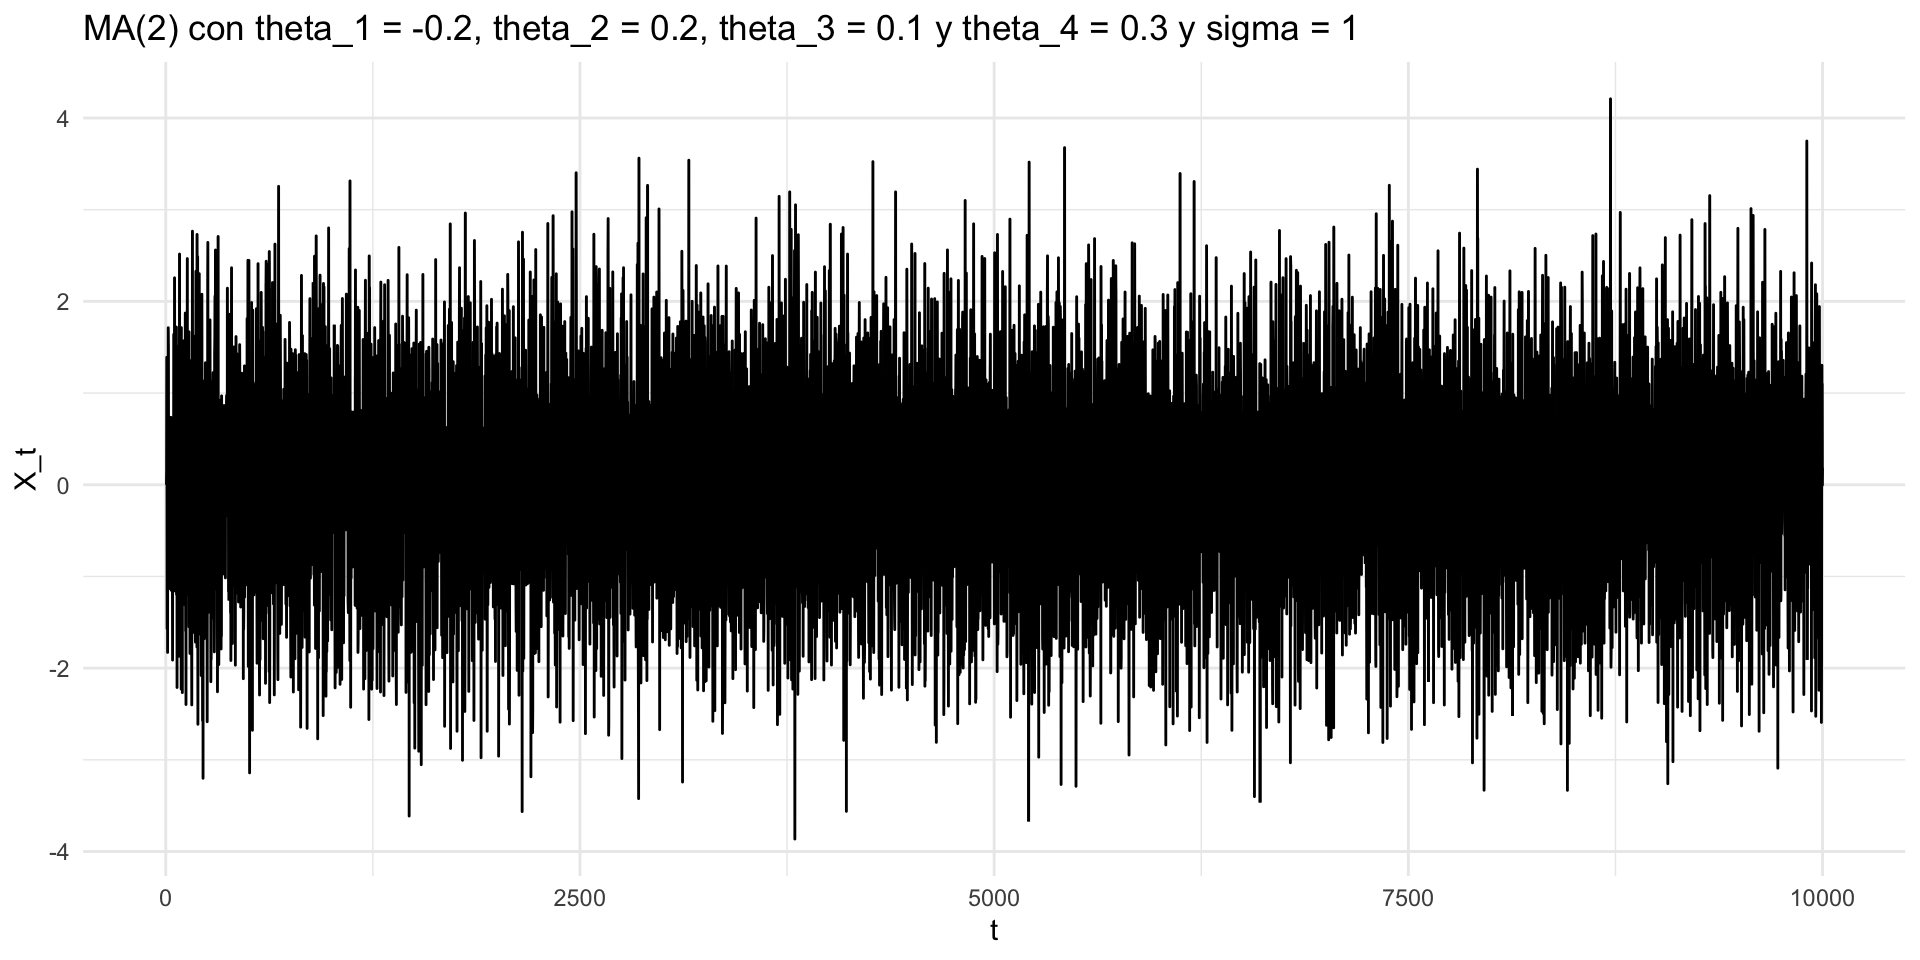 MA(2) con theta_1 = -0.2, theta_2 = 0.2, theta_3 = 0.1 y theta_4 = 0.3 y sigma = 1
4
2
X_t
0
-2
-4
0 2500 5000 7500 10000
t